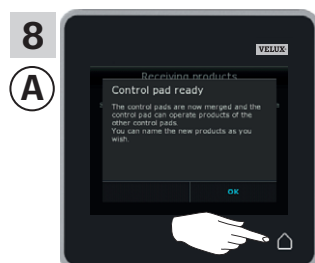 8
A
VELUX
Receiving products
Control pad ready
The control pads are now merged and the
control pad can operate products of the
other control pads.
You can name the new products as you
wish.
OK